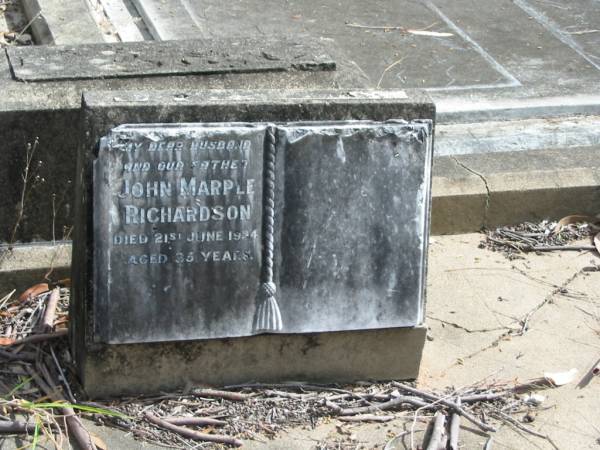 MY DEAR HUSBAND
AND OUR FATHER
JOHN MARPLE
RICHARDSON
DIED 21ST JUNE 1934
AGED 35 YEARS.